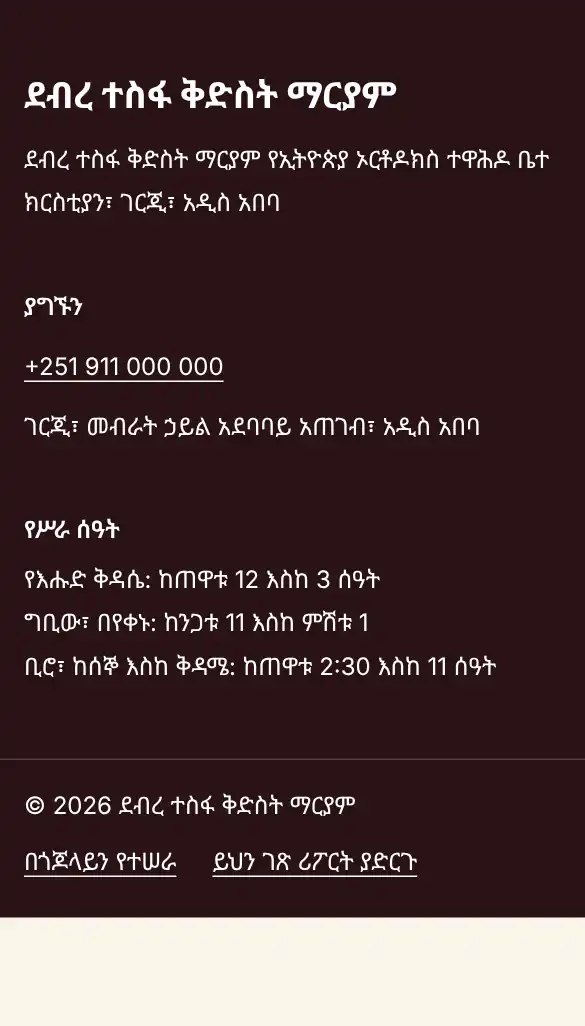 ደብረ ተስፋ ቅድስት ማርያም
ደብረ ተስፋ ቅድስት ማርያም የኢትዮጵያ ኦርቶዶክስ ተዋሕዶ ቤተ
ክርስቲያን፣ ገርጂ፣ አዲስ አበባ
ያግኙን
+251 911 000 000
ገርጂ፣ መብራት ኃይል አደባባይ አጠገብ፣ አዲስ አበባ
የሥራ ሰዓት
የእሑድ ቅዳሴ: ከጠዋቱ 12 እስከ 3 ሰዓት
ግቢው፣ በየቀኑ: ከንጋቱ 11 እስከ ምሽቱ 1
ቢሮ፣ ከሰኞ እስከ ቅዳሜ: ከጠዋቱ 2:30 እስከ 11 ሰዓት
© 2026 ደብረ ተስፋ ቅድስት ማርያም
በጎጆላይን የተሠራ ይህን ገጽ ሪፖርት ያድርጉ